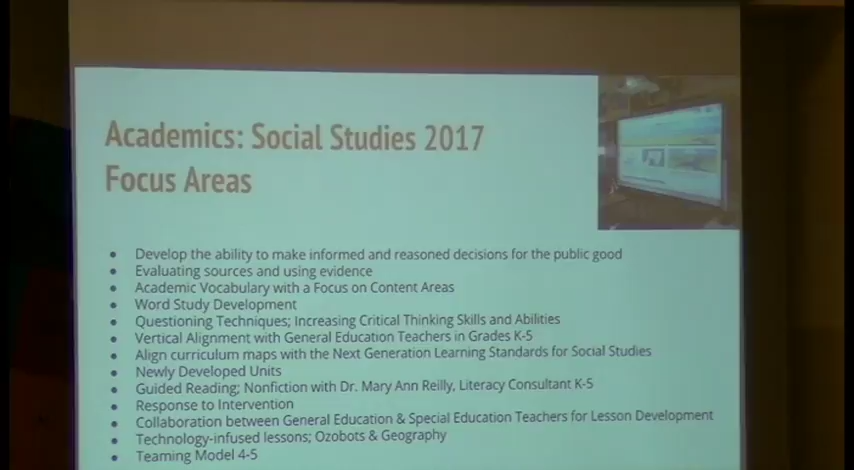 Academics: Social Studies 2017
Focus Areas
• Develop the ability to make informed and reasoned decisions for the public good
• Evaluating sources and using evidence
• Academic Vocabulary with a Focus on Content Areas
• Word Study Development
• Questioning Techniques; Increasing Critical Thinking Skills and Abilities
• Vertical Alignment with General Education Teachers in Grades K-5
• Align curriculum maps with the Next Generation Learning Standards for Social Studies
• Newly Developed Units
• Guided Reading; Nonfiction with Dr. Mary Ann Reilly, Literacy Consultant K-5
• Response to Intervention
• Collaboration between General Education & Special Education Teachers for Lesson Development
• Technology-infused lessons; Ozobots & Geography
• Teaming Model 4-5